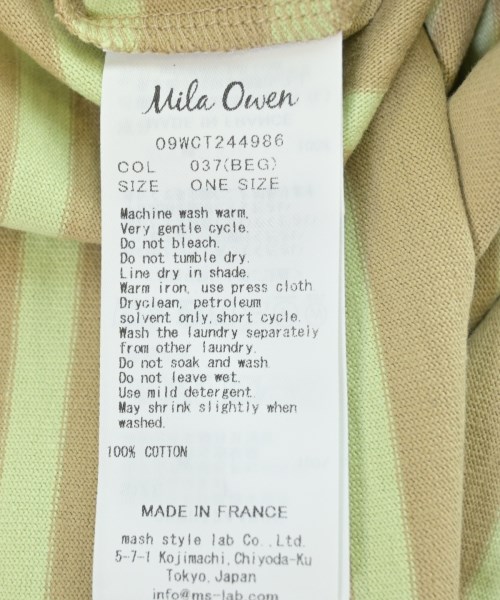 Mila Owen
09WCT244986
COL 037(BEG)
SIZE ONE SIZE
Machine wash warm,
Very gentle cycle.
Do not bleach.
Do not tumble dry.
Line dry in shade.
Warm iron, use press cloth
Dryclean, petroleum
solvent only, short cycle.
Wash the laundry separately
from other laundry.
Do not soak and wash
Do not leave wet.
Use mild detergent.
May shrink slightly when
washed.
100% COTTON
MADE IN FRANCE
mash style lab Co.,Ltd.
5-7-1 Kojimachi,Chiyoda-Ku
Tokyo,Japan
info@ms-lab.com